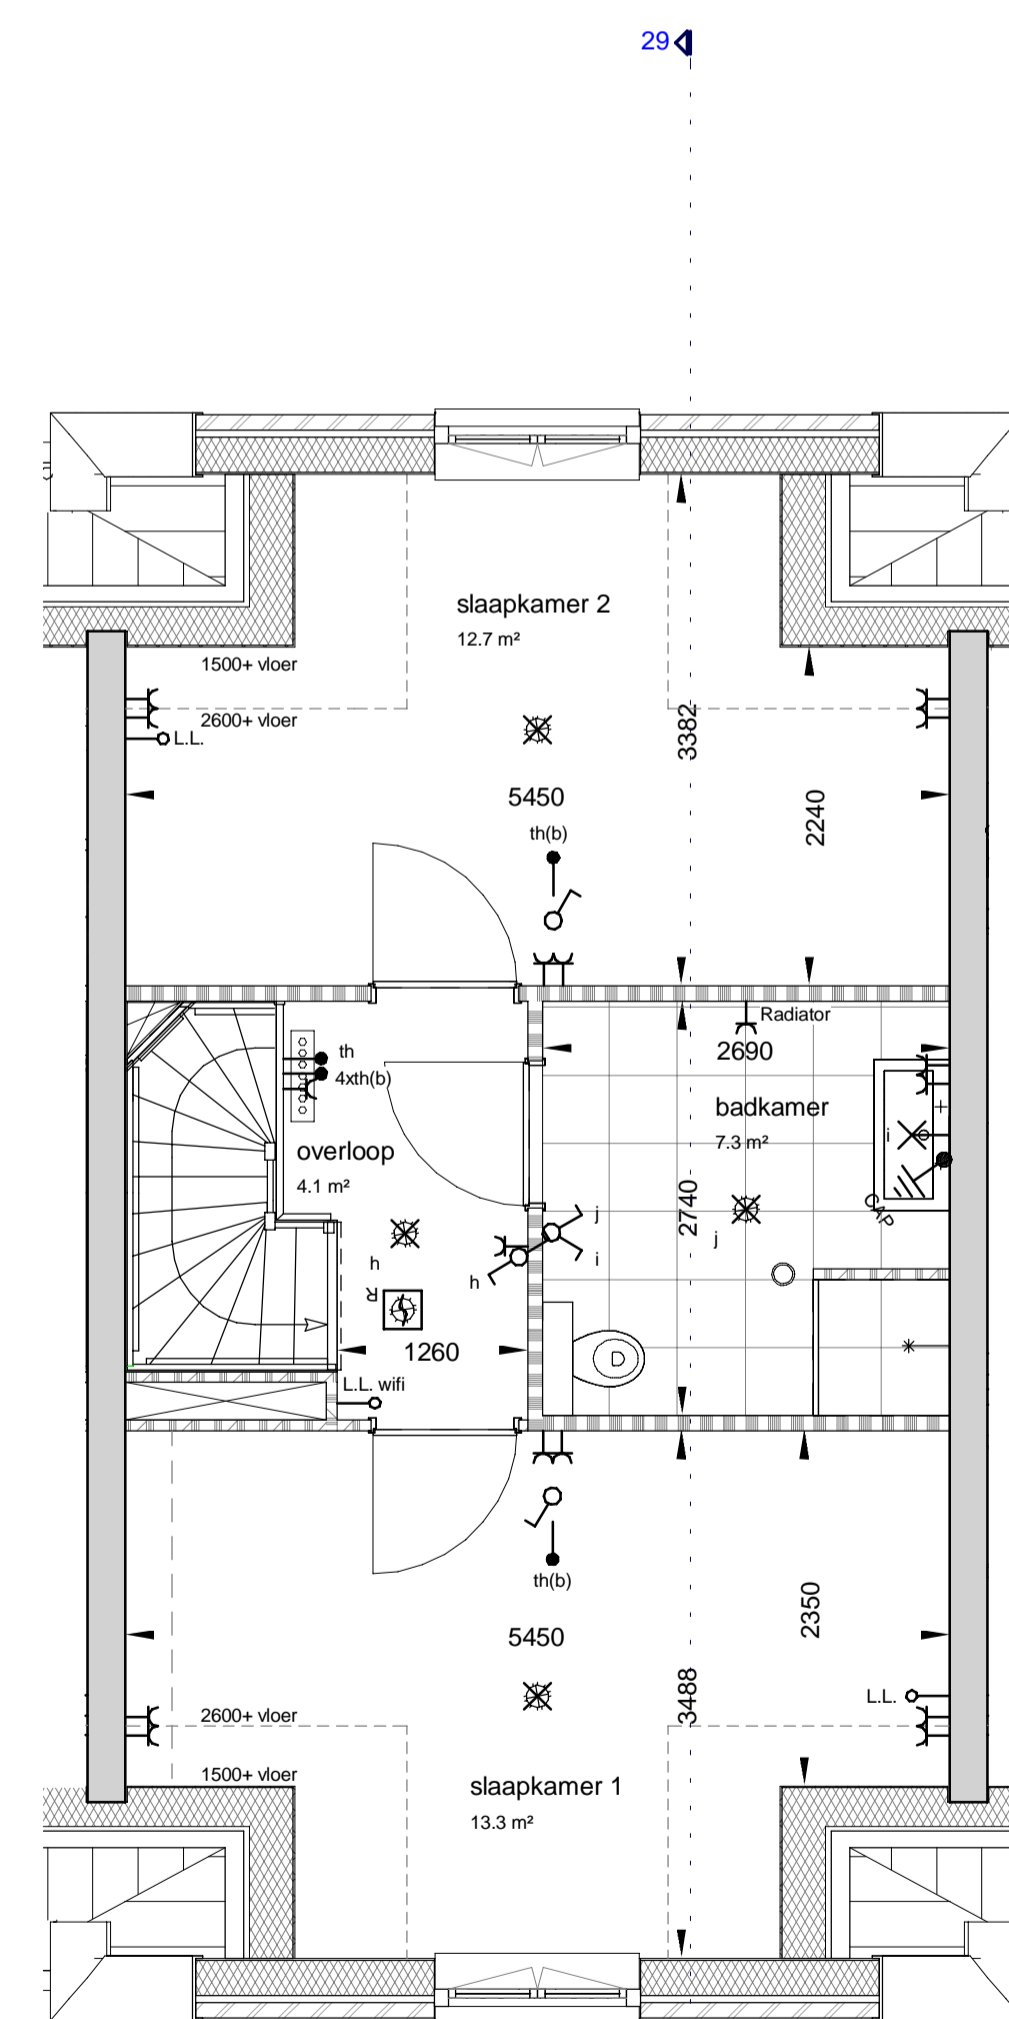 29
slaapkamer 2
12.7 m²
1500+ vloer
2600+ vloer
L.L.
3382
5450
2240
th(b)
Radiator
2690
th
4xth(b)
badkamer
7.3 m²
i
overloop
4.1 m²
CAP
2740
j
j
i
h
h
R
1260
L.L. wifi
th(b)
5450
2350
3488
L.L.
2600+ vloer
1500+ vloer
slaapkamer 1
13.3 m²